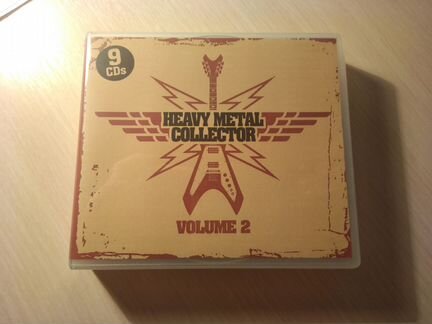 9
CDs
HEAVY METAL
COLLECTOR
VOLUME 2